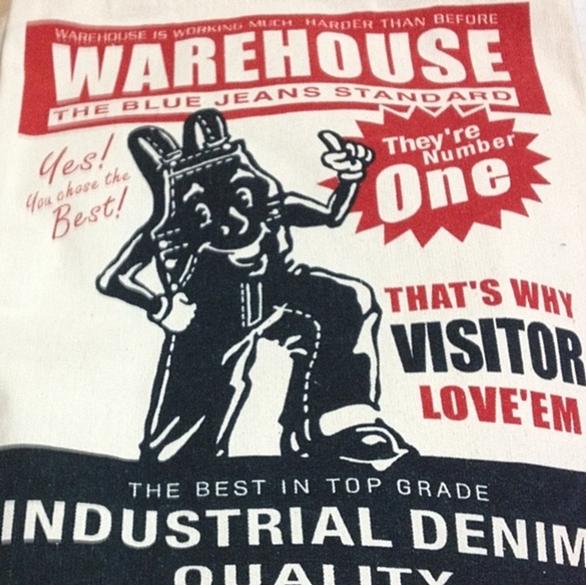 WAREHOUSE IS WORKING MUCH HARDER THAN BEFORE
WAREHOUSE
THE BLUE JEANS STANDARD
Yes!
You chose the
Best!
They're
Number
One
THAT'S WHY
VISITOR
LOVE'EM
THE BEST IN TOP GRADE
INDUSTRIAL DENIM
QUALITY